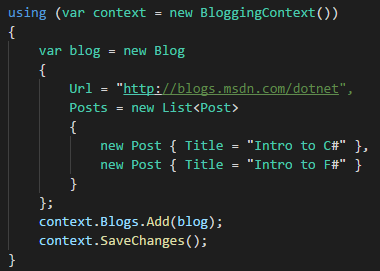 using (var context = new BloggingContext())
{
    var blog = new Blog
    {
        Url = "http://blogs.msdn.com/dotnet",
        Posts = new List<Post>
        {
            new Post { Title = "Intro to C#" },
            new Post { Title = "Intro to F#" }
        }
    };
    context.Blogs.Add(blog);
    context.SaveChanges();
}